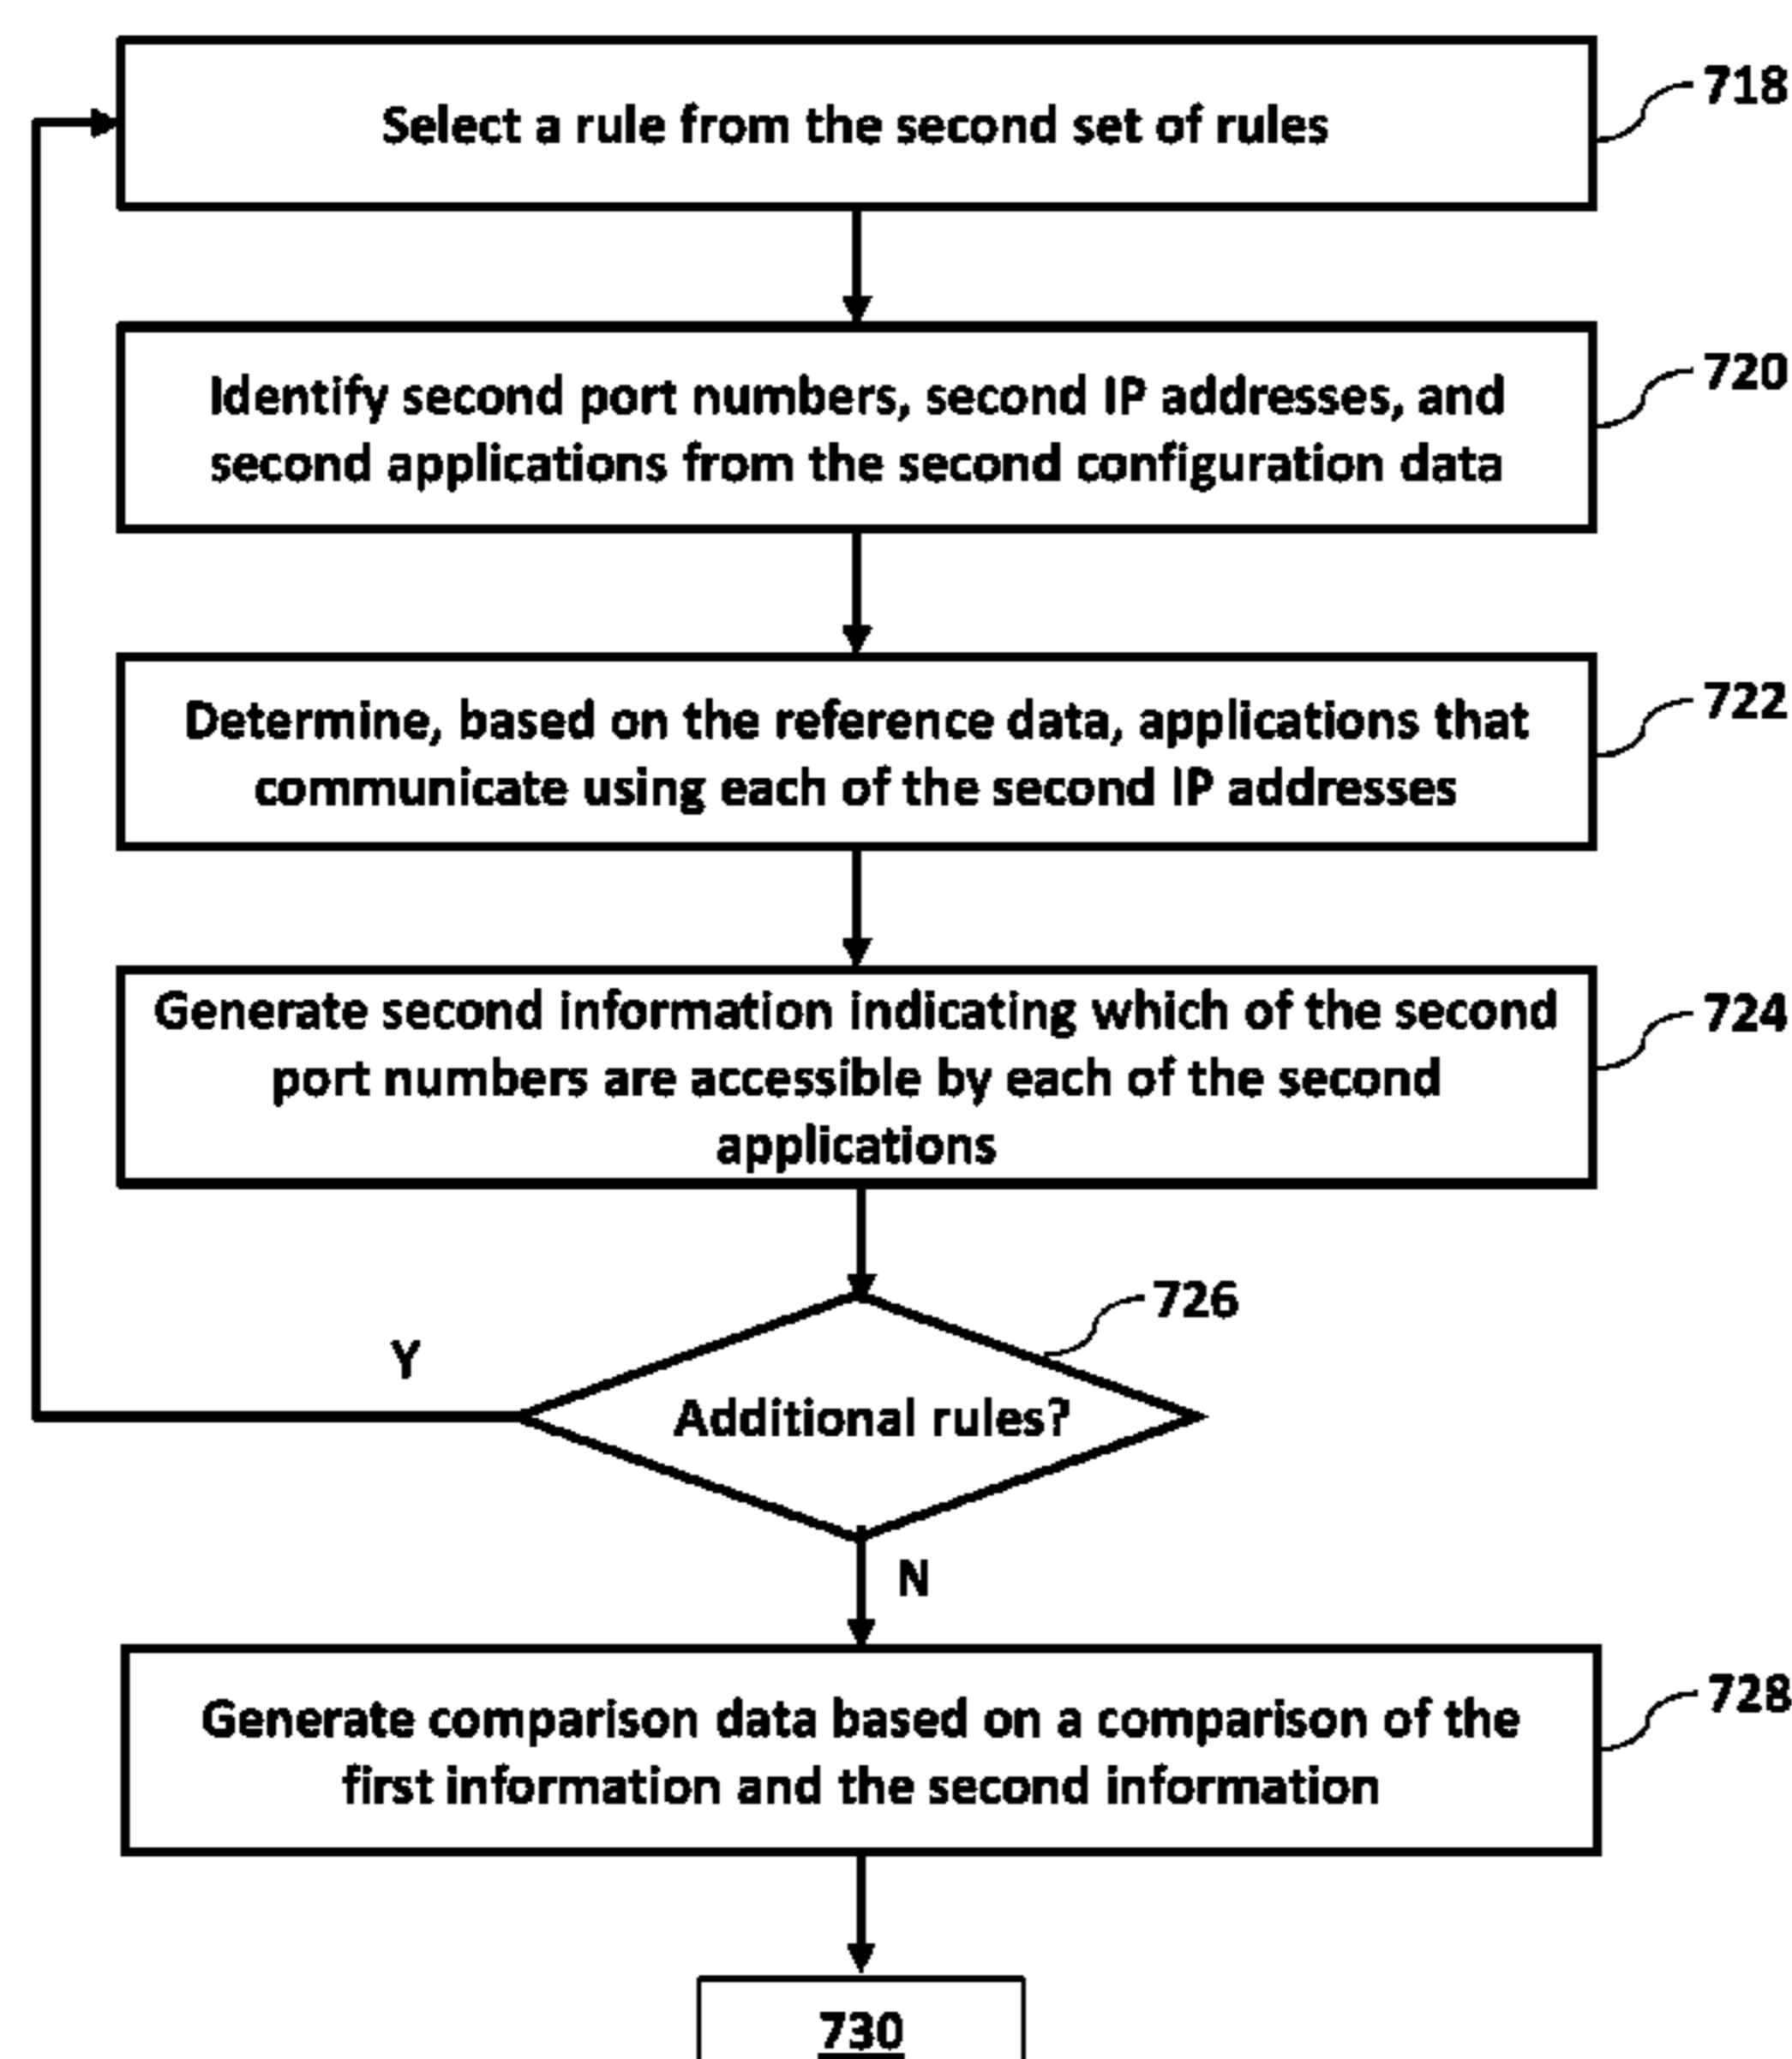 Select a rule from the second set of rules
718
Identify second port numbers, second IP addresses, and
second applications from the second configuration data
720
Determine, based on the reference data, applications that
communicate using each of the second IP addresses
722
Generate second information indicating which of the second
port numbers are accessible by each of the second
applications
724
726
Y
Additional rules?
N
Generate comparison data based on a comparison of the
first information and the second information
728
730